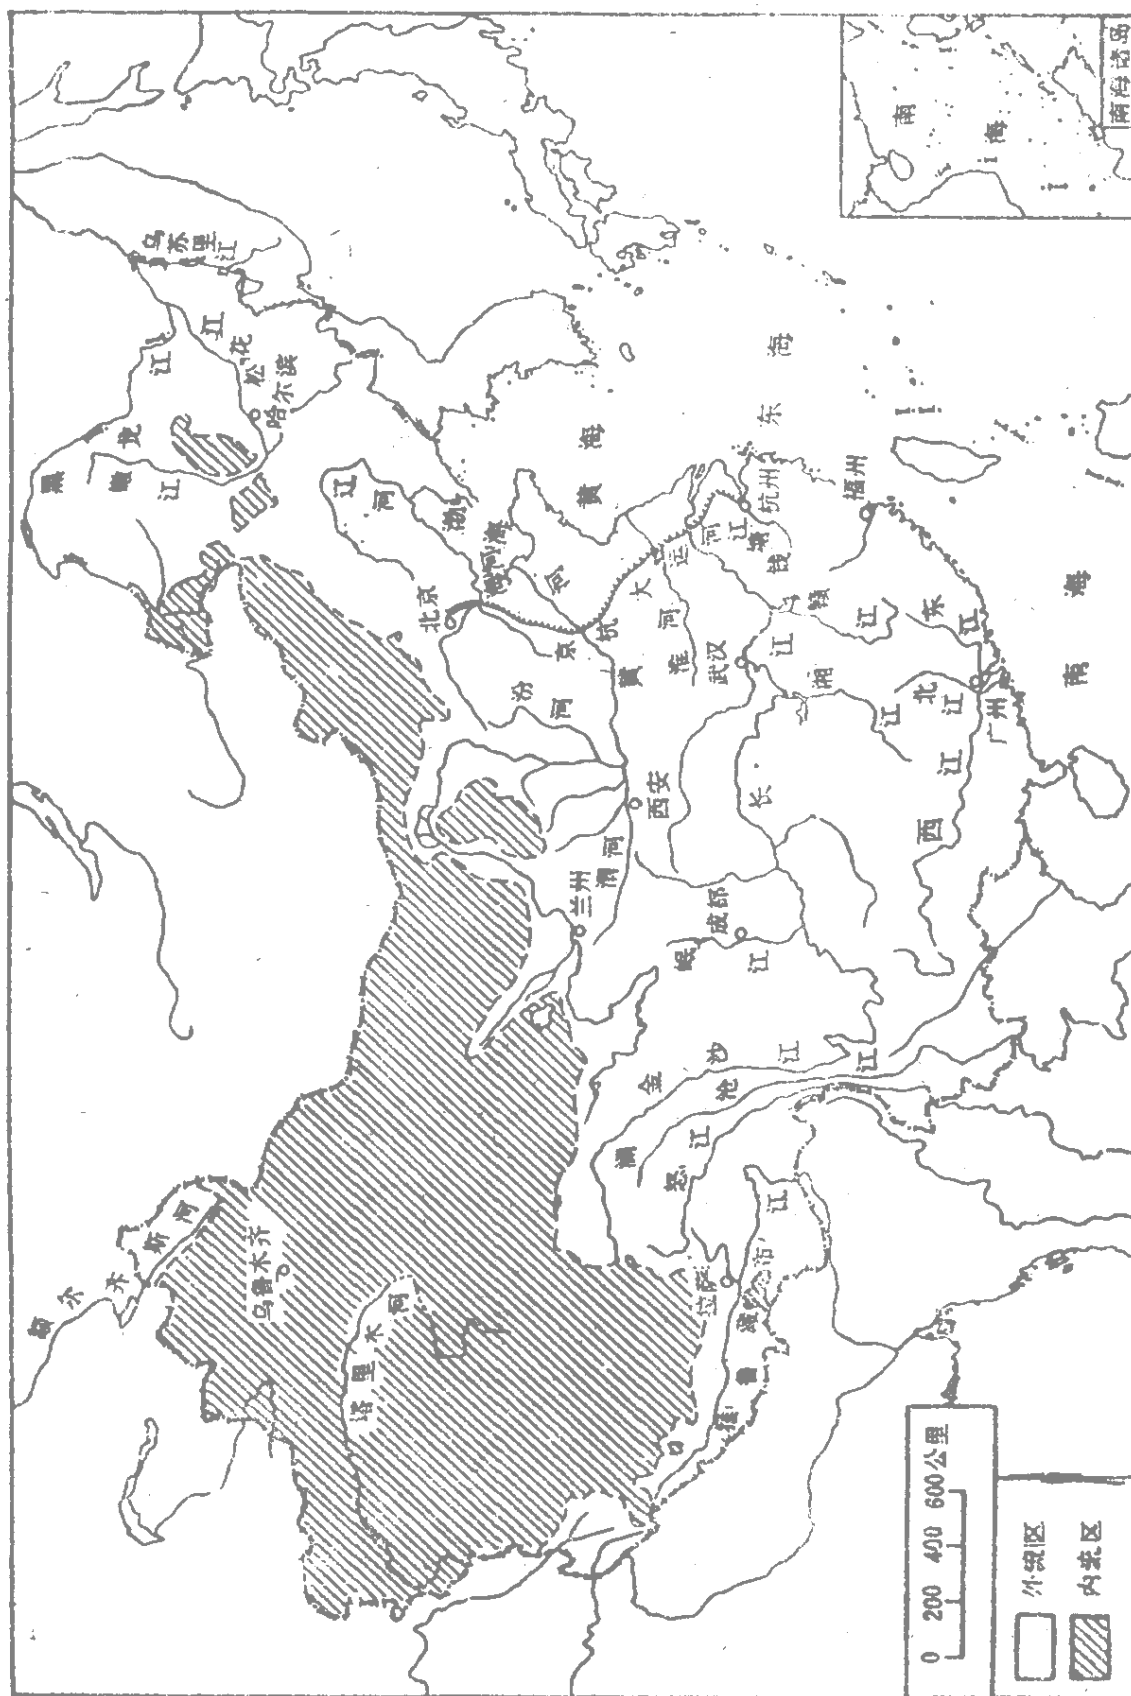 南海诸岛
南海
乌苏里江
松花江
哈尔滨
黑龙江
嫩江
辽河
渤海
海河
北京
黄海
东海
京杭大运河
黄河
汾河
淮河
武汉
钱塘江
杭州
福州
赣江
湘江
东江
北江
广州
西江
南海
西安
渭河
兰州
长江
成都
岷江
金沙江
澜沧江
怒江
拉萨
雅鲁藏布江
额尔齐斯河
乌鲁木齐
塔里木河
0 200 400 600公里
外流区
内流区